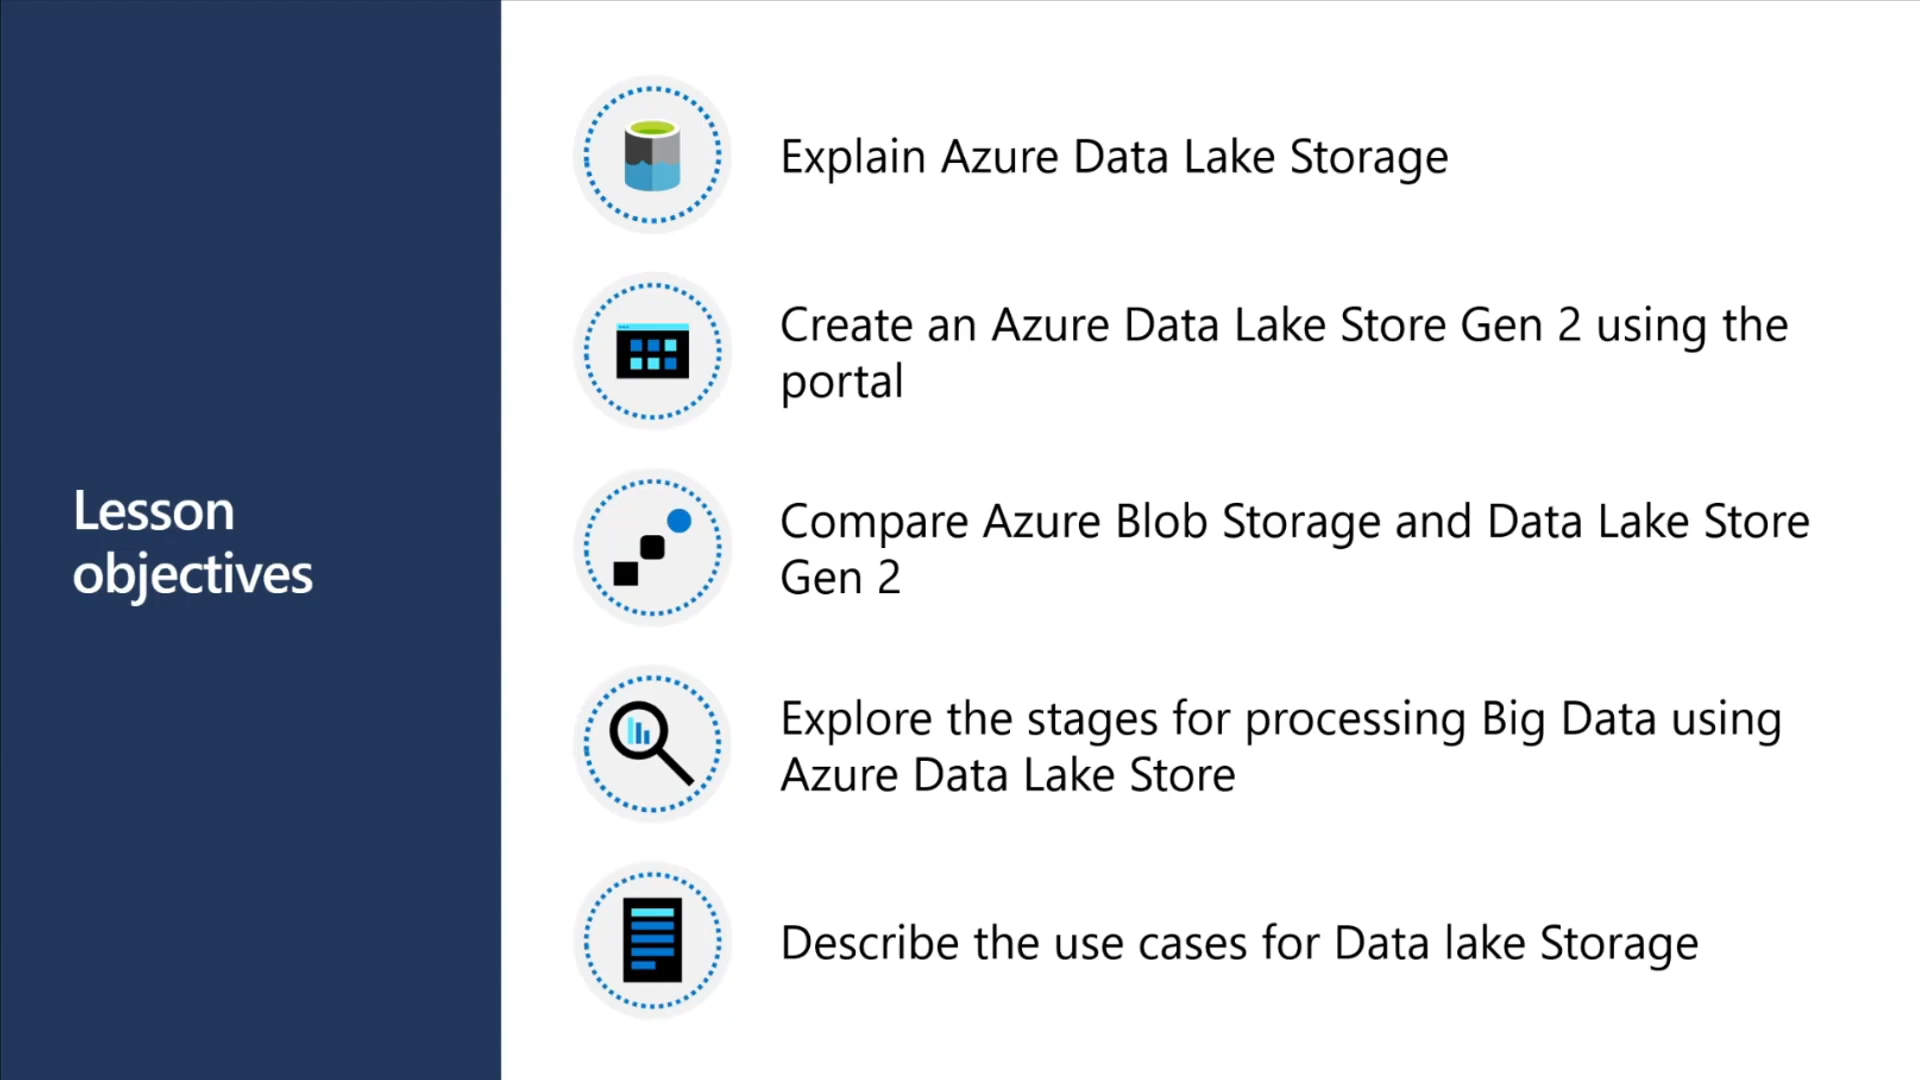 Lesson
objectives
Explain Azure Data Lake Storage
Create an Azure Data Lake Store Gen 2 using the
portal
Compare Azure Blob Storage and Data Lake Store
Gen 2
Explore the stages for processing Big Data using
Azure Data Lake Store
Describe the use cases for Data lake Storage